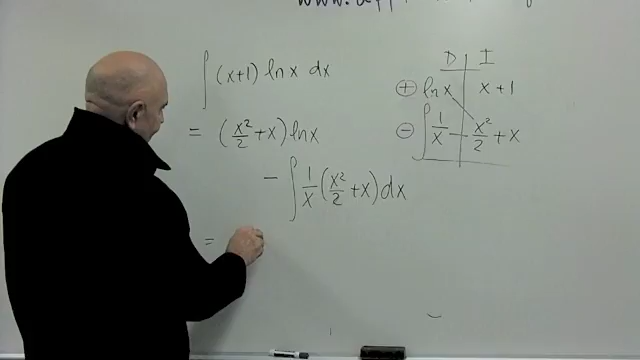 ∫ (x+1) ln x dx
= (x²/2 + x) ln x
− ∫ 1/x (x²/2 + x) dx
=
D | I
⊕ ln x | x + 1
⊖ ∫ 1/x — x²/2 + x